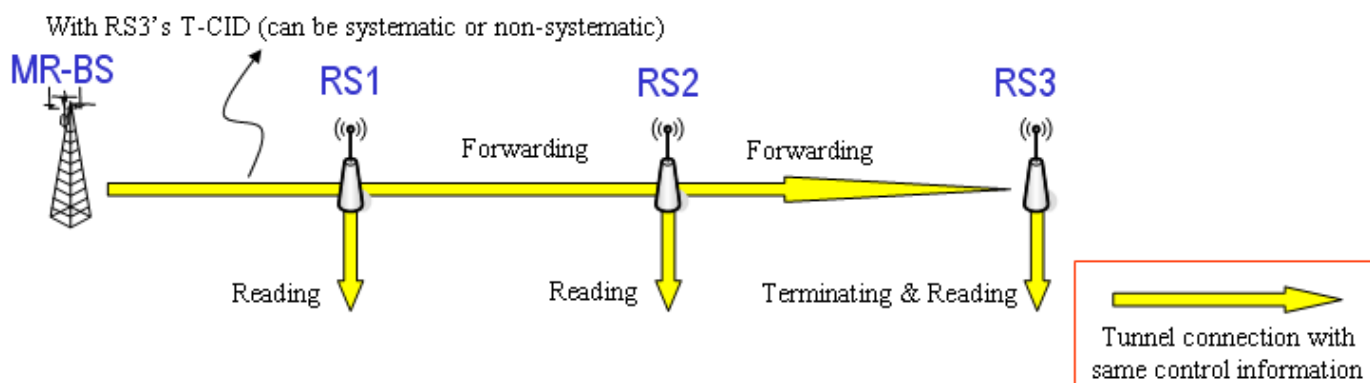 With RS3's T-CID (can be systematic or non-systematic)
MR-BS
RS1
RS2
RS3
Forwarding
Forwarding
Reading
Reading
Terminating & Reading
Tunnel connection with
same control information